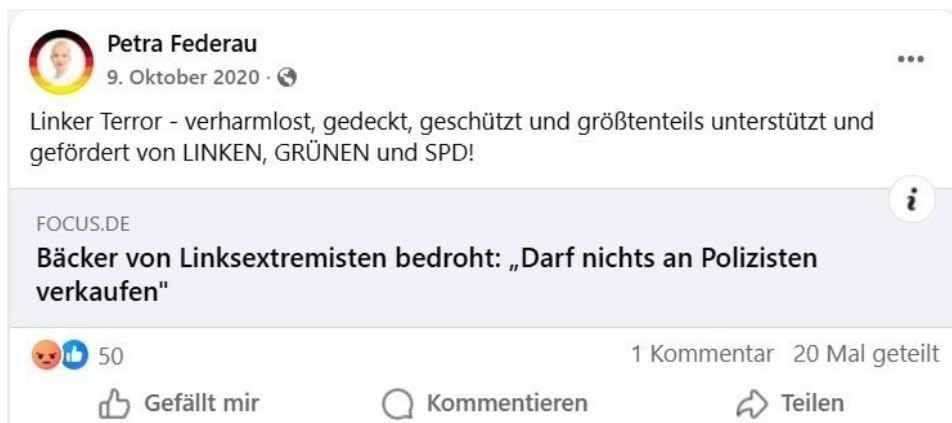 Petra Federau
9. Oktober 2020 ·
Linker Terror - verharmlost, gedeckt, geschützt und größtenteils unterstützt und
gefördert von LINKEN, GRÜNEN und SPD!
i
FOCUS.DE
Bäcker von Linksextremisten bedroht: „Darf nichts an Polizisten
verkaufen"
50 1 Kommentar 20 Mal geteilt
Gefällt mir Kommentieren Teilen